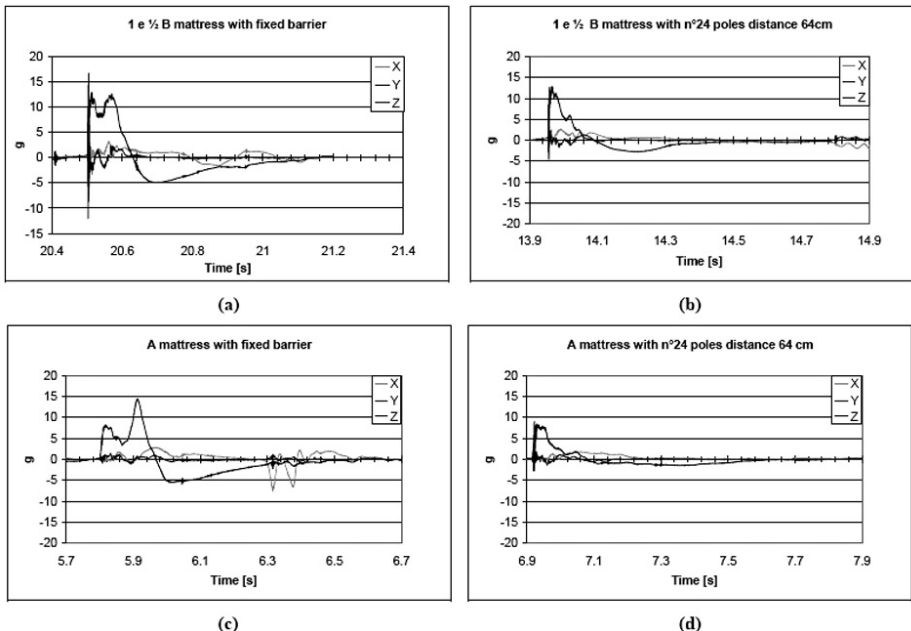 1 e ½ B mattress with fixed barrier
g
20
15
10
5
0
-5
-10
-15
20.4
20.6
20.8
21
21.2
21.4
Time [s]
X
Y
Z
(a)
1 e ½ B mattress with n°24 poles distance 64cm
g
20
15
10
5
0
-5
-10
-15
-20
13.9
14.1
14.3
14.5
14.7
14.9
Time [s]
X
Y
Z
(b)
A mattress with fixed barrier
g
20
15
10
5
0
-5
-10
-15
-20
5.7
5.9
6.1
6.3
6.5
6.7
Time [s]
X
Y
Z
(c)
A mattress with n°24 poles distance 64 cm
g
20
15
10
5
0
-5
-10
-15
-20
6.9
7.1
7.3
7.5
7.7
7.9
Time [s]
X
Y
Z
(d)